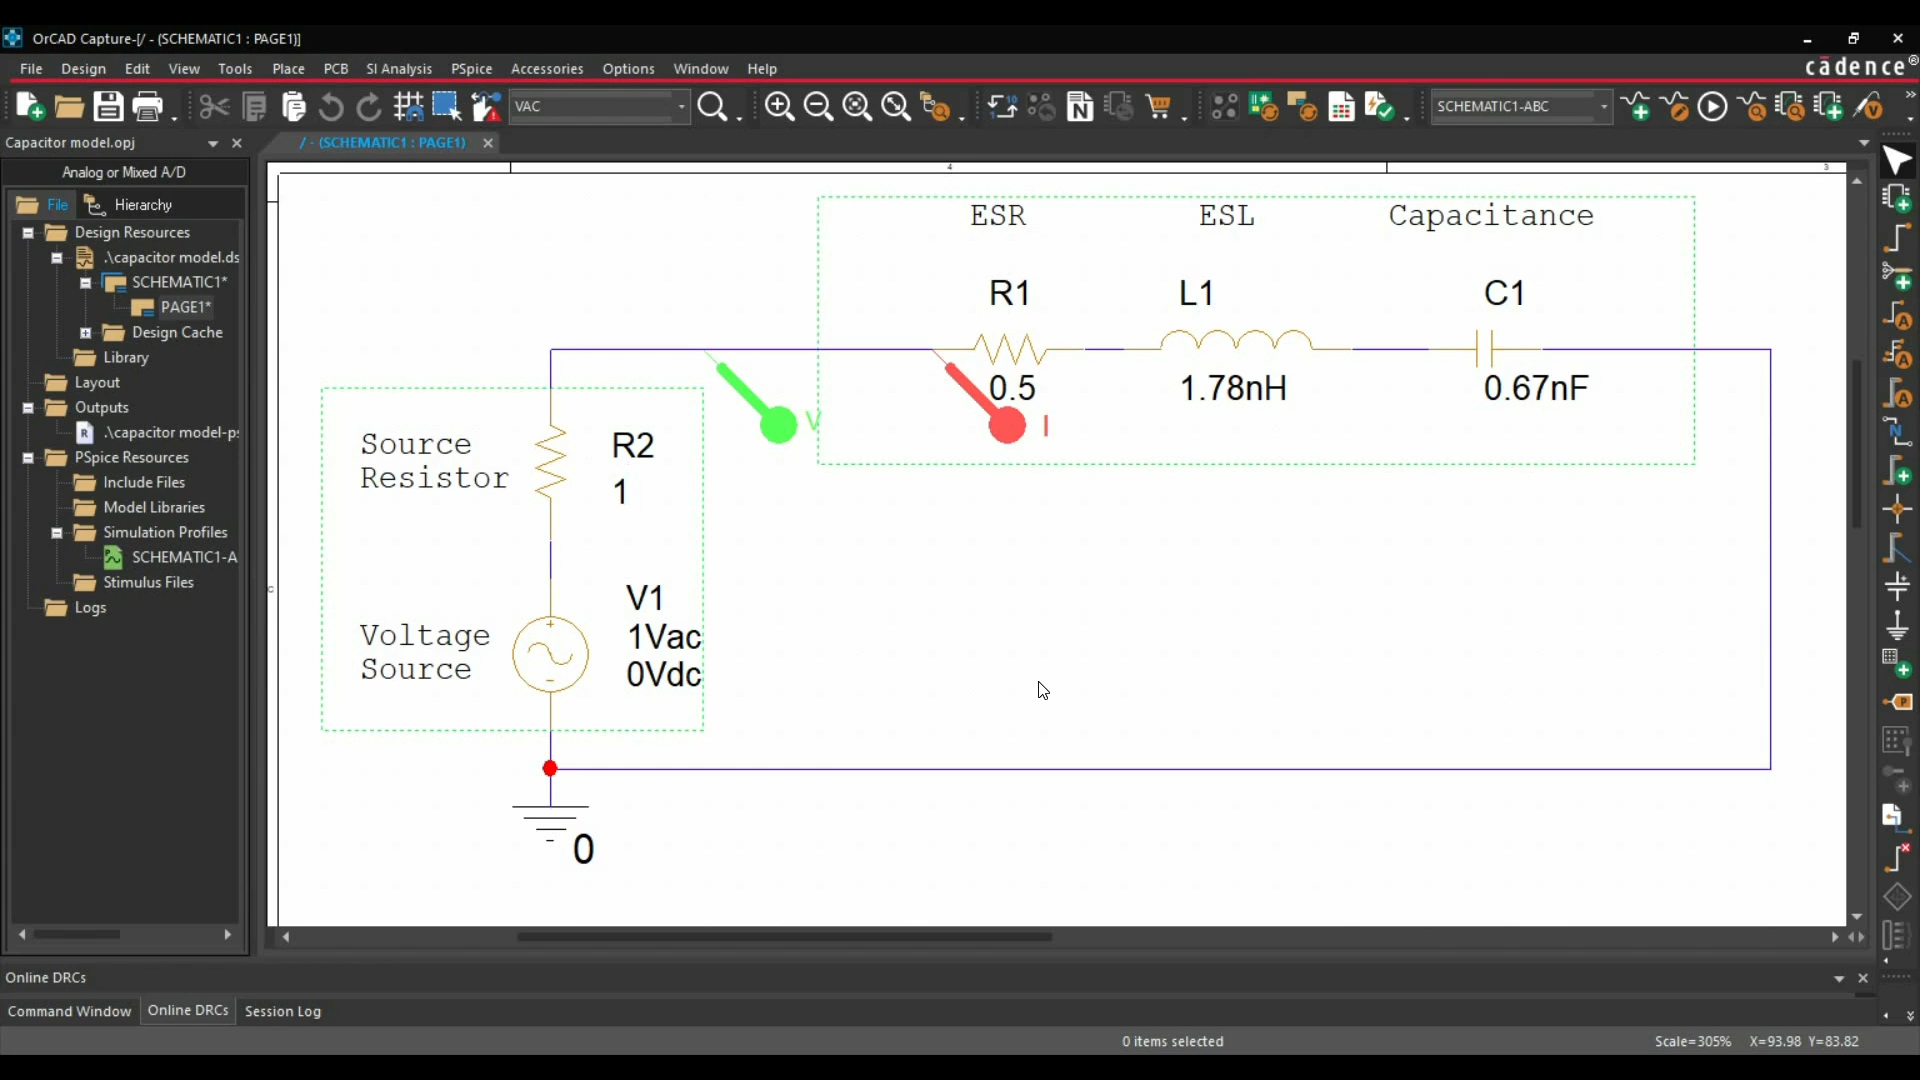 OrCAD Capture-[/ - (SCHEMATIC1 : PAGE1)]
File Design Edit View Tools Place PCB SI Analysis PSpice Accessories Options Window Help
cādence®
VAC
SCHEMATIC1-ABC
Capacitor model.opj
/ - (SCHEMATIC1 : PAGE1)
Analog or Mixed A/D
File Hierarchy
Design Resources
.\capacitor model.ds
SCHEMATIC1*
PAGE1*
Design Cache
Library
Layout
Outputs
.\capacitor model-ps
PSpice Resources
Include Files
Model Libraries
Simulation Profiles
SCHEMATIC1-A
Stimulus Files
Logs
4
3
C
ESR ESL Capacitance
R1 L1 C1
0.5 1.78nH 0.67nF
V
I
Source
Resistor
R2
1
Voltage
Source
V1
1Vac
0Vdc
+
-
0
Online DRCs
Command Window Online DRCs Session Log
0 items selected
Scale=305% X=93.98 Y=83.82